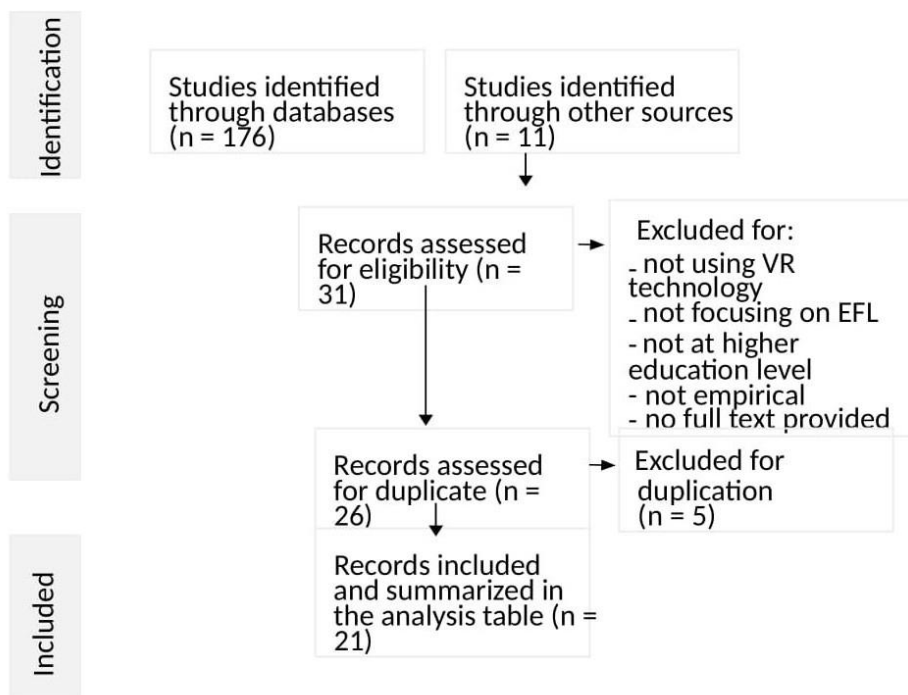 Identification
Studies identified
through databases
(n = 176)
Studies identified
through other sources
(n = 11)
Screening
Records assessed
for eligibility (n =
31)
Excluded for:
- not using VR
technology
- not focusing on EFL
- not at higher
education level
- not empirical
- no full text provided
Records assessed
for duplicate (n =
26)
Excluded for
duplication
(n = 5)
Included
Records included
and summarized in
the analysis table (n =
21)